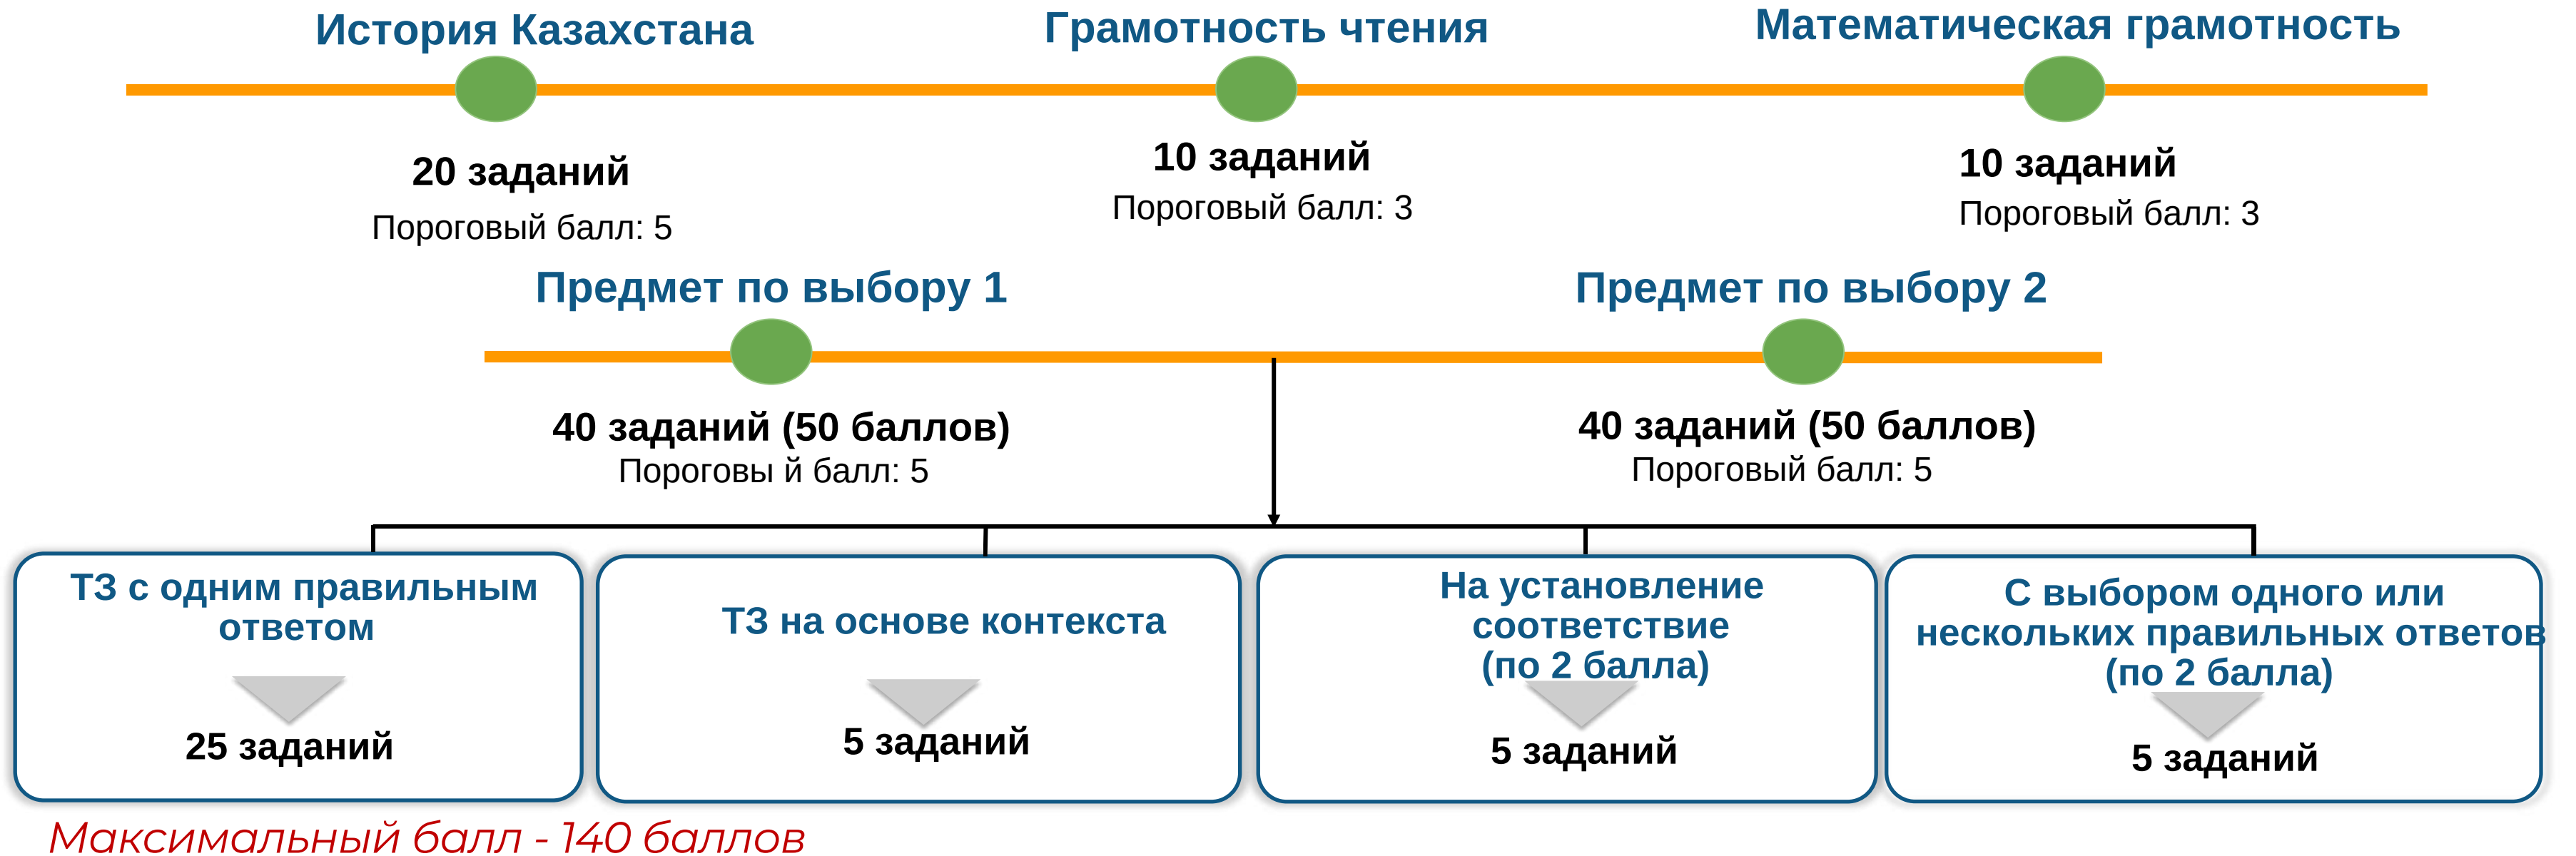 История Казахстана
Грамотность чтения
Математическая грамотность
20 заданий
Пороговый балл: 5
10 заданий
Пороговый балл: 3
10 заданий
Пороговый балл: 3
Предмет по выбору 1
Предмет по выбору 2
40 заданий (50 баллов)
Пороговы й балл: 5
40 заданий (50 баллов)
Пороговый балл: 5
ТЗ с одним правильным
ответом
25 заданий
ТЗ на основе контекста
5 заданий
На установление
соответствие
(по 2 балла)
5 заданий
С выбором одного или
нескольких правильных ответов
(по 2 балла)
5 заданий
Максимальный балл - 140 баллов